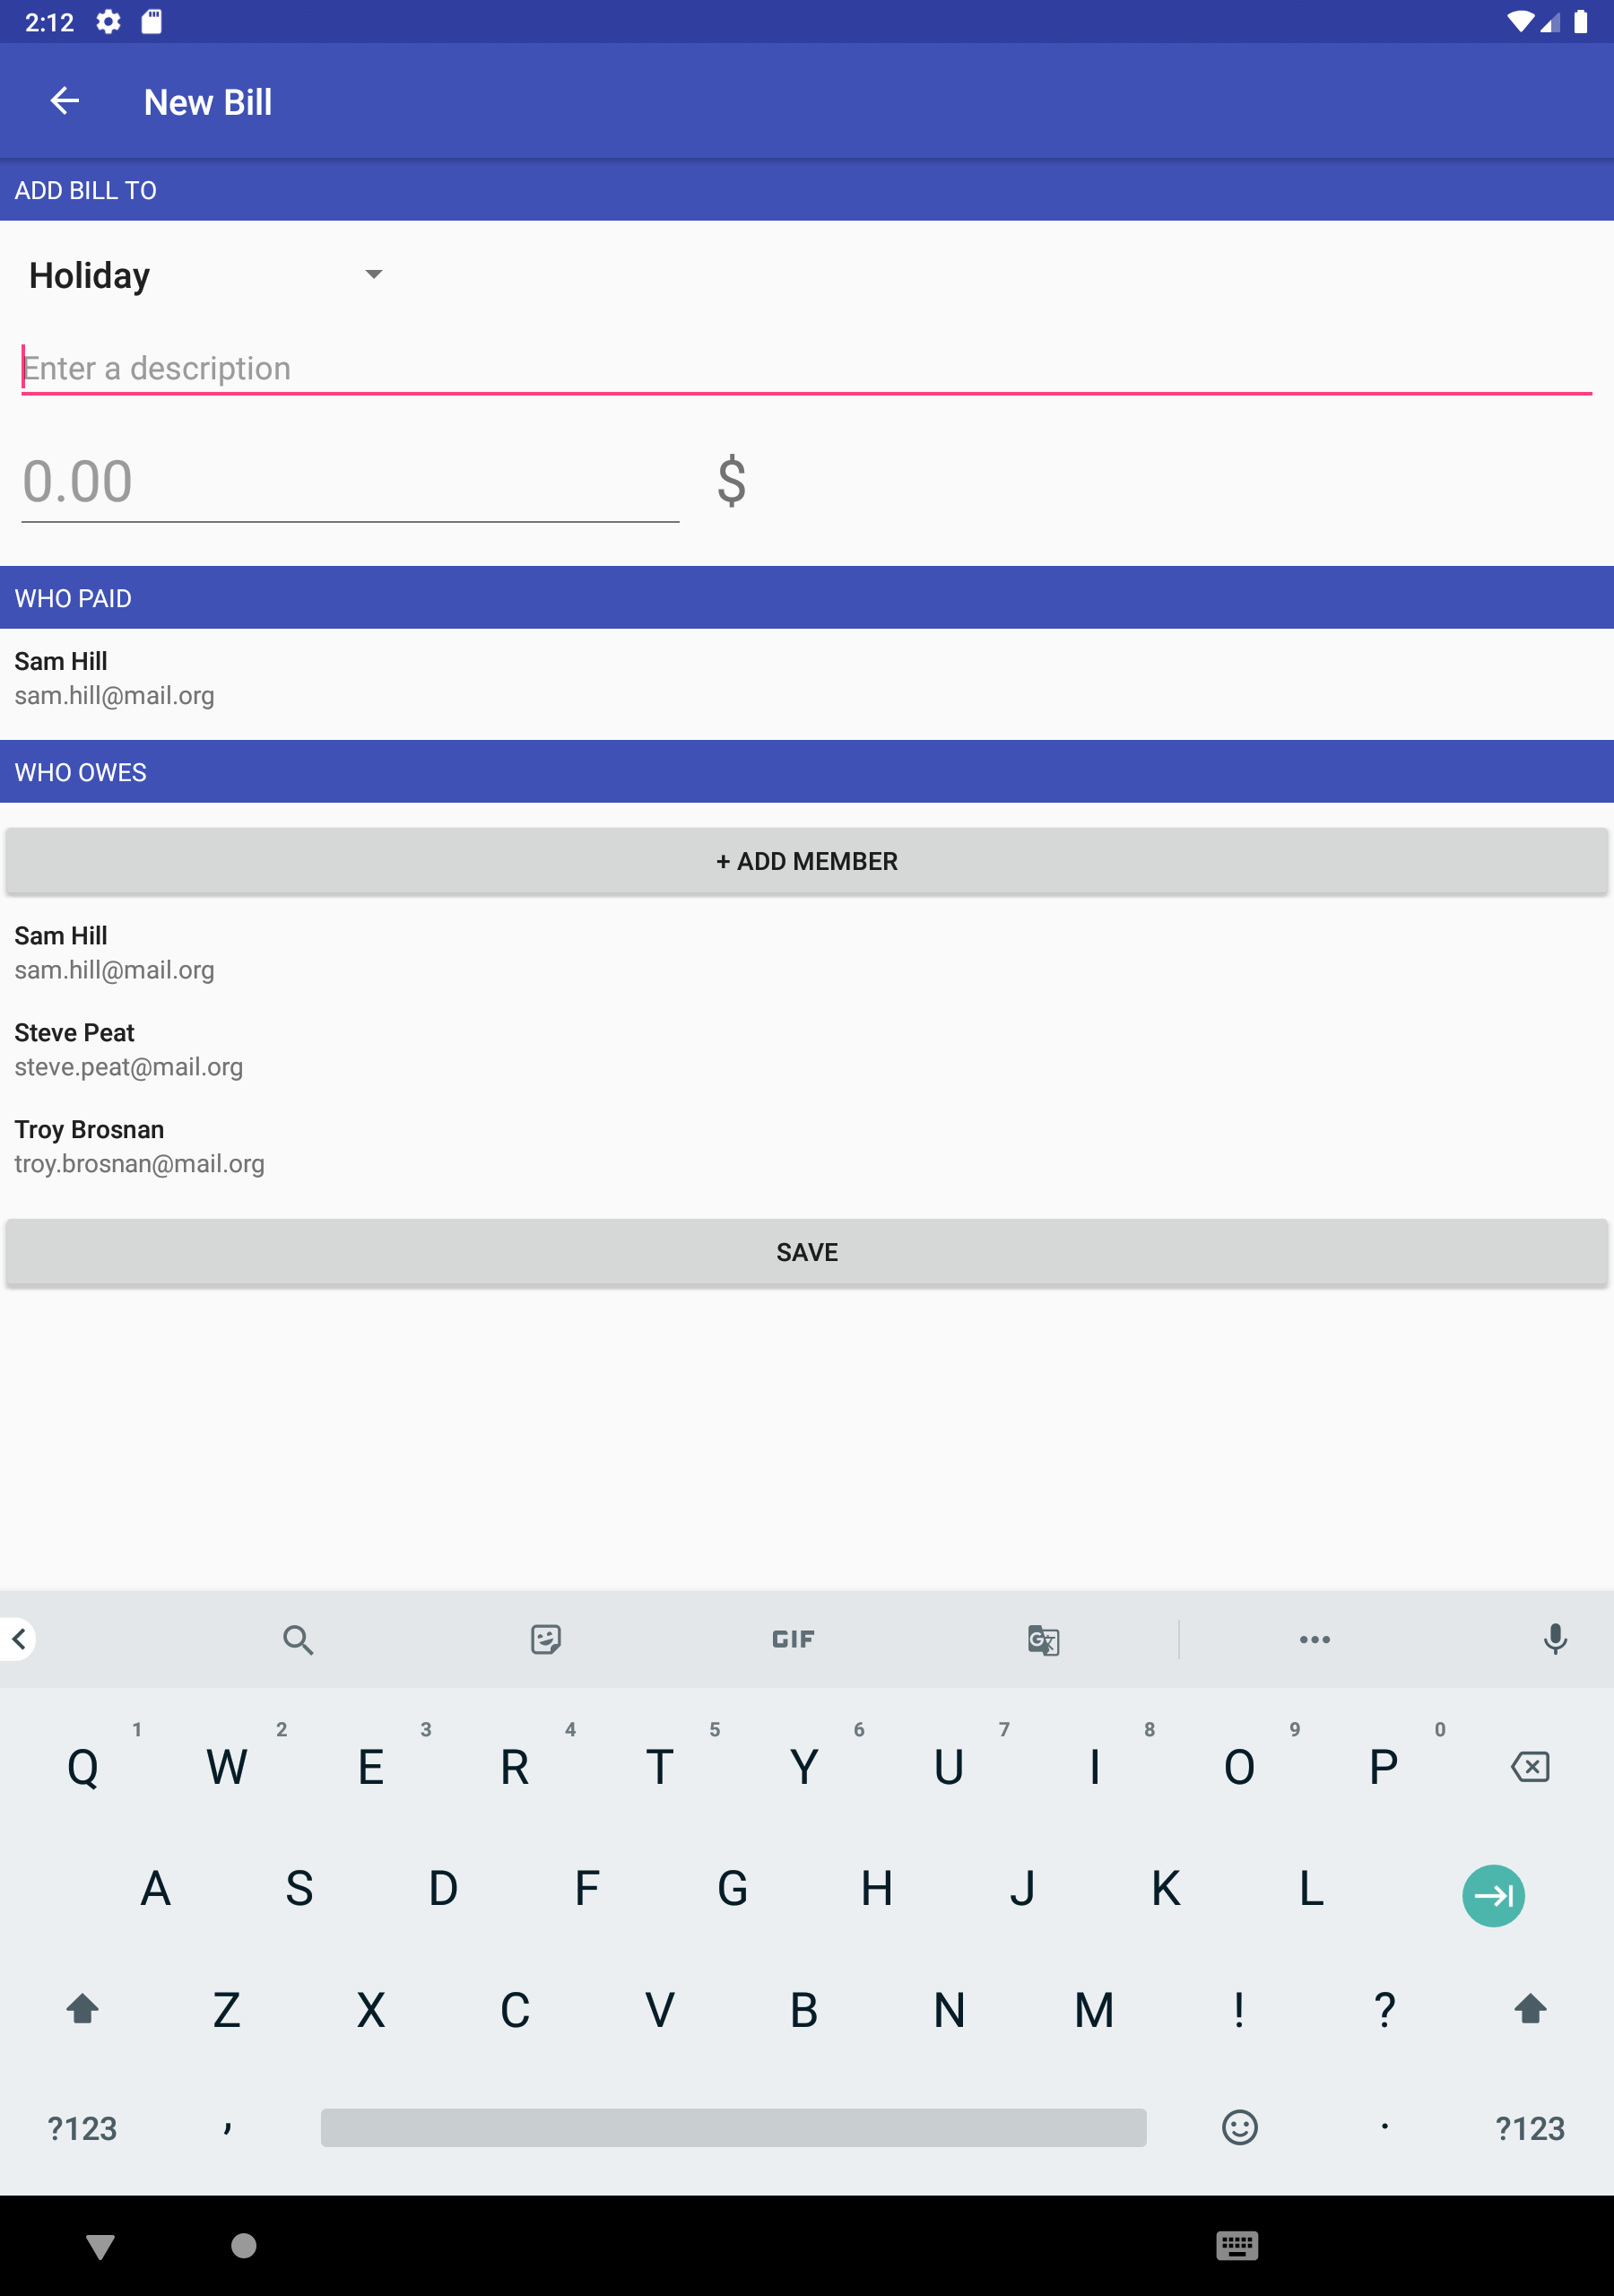 2:12
New Bill
ADD BILL TO
Holiday
Enter a description
0.00 $
WHO PAID
Sam Hill
sam.hill@mail.org
WHO OWES
+ ADD MEMBER
Sam Hill
sam.hill@mail.org
Steve Peat
steve.peat@mail.org
Troy Brosnan
troy.brosnan@mail.org
SAVE
GIF G
1 2 3 4 5 6 7 8 9 0
Q W E R T Y U I O P
A S D F G H J K L
Z X C V B N M ! ?
?123 , . ?123